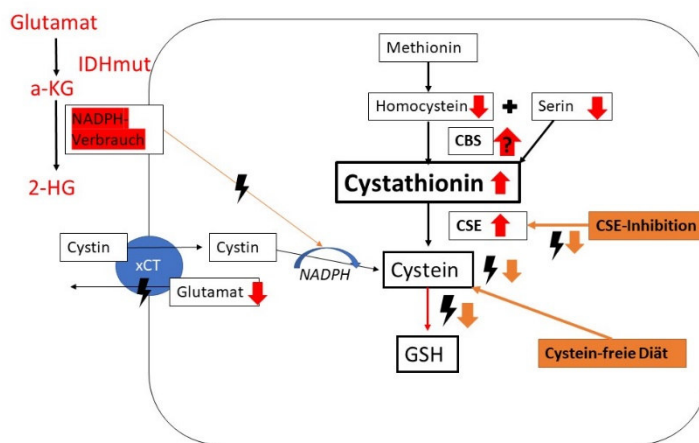 Glutamat
IDHmut
a-KG
NADPH-
Verbrauch
2-HG
Methionin
Homocystein
Serin
CBS
?
Cystathionin
CSE
CSE-Inhibition
Cystin
Cystin
xCT
NADPH
Cystein
Glutamat
GSH
Cystein-freie Diät